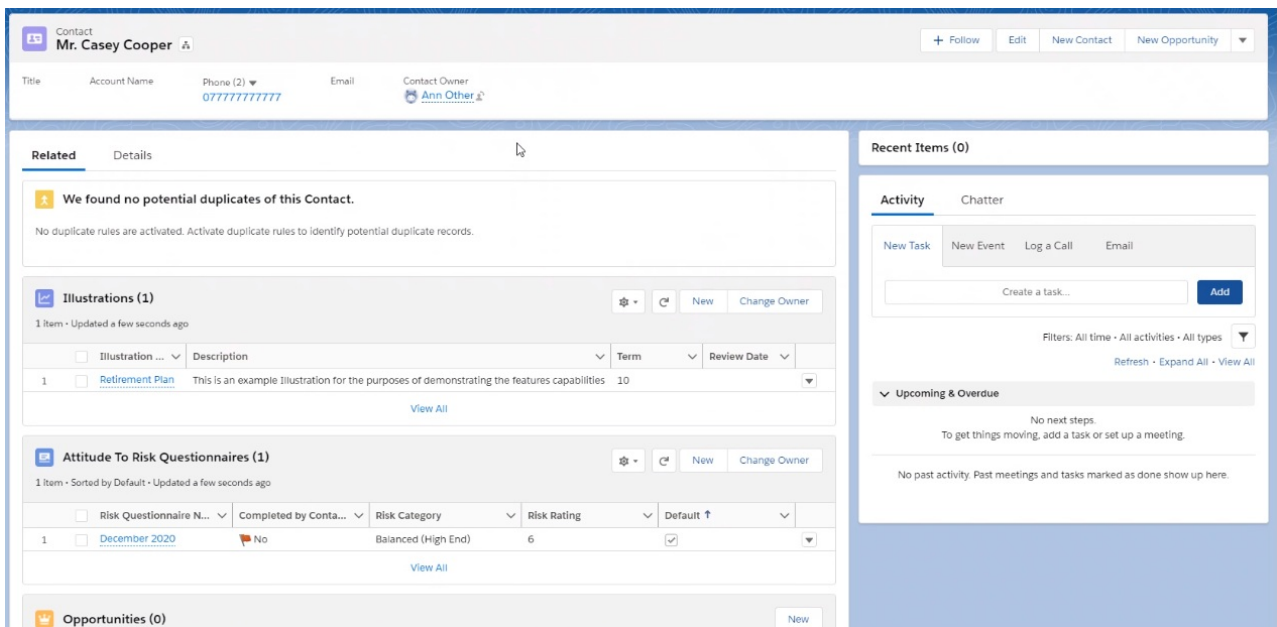 Contact
Mr. Casey Cooper
+ Follow Edit New Contact New Opportunity
Title Account Name Phone (2) Email Contact Owner
077777777777 Ann Other
Related Details
We found no potential duplicates of this Contact.
No duplicate rules are activated. Activate duplicate rules to identify potential duplicate records.
Illustrations (1)
New Change Owner
1 item • Updated a few seconds ago
Illustration ... Description Term Review Date
1 Retirement Plan This is an example Illustration for the purposes of demonstrating the features capabilities 10
View All
Attitude To Risk Questionnaires (1)
New Change Owner
1 item • Sorted by Default • Updated a few seconds ago
Risk Questionnaire N... Completed by Conta... Risk Category Risk Rating Default ↑
1 December 2020 No Balanced (High End) 6
View All
Opportunities (0)
New
Recent Items (0)
Activity Chatter
New Task New Event Log a Call Email
Create a task...
Add
Filters: All time • All activities • All types
Refresh • Expand All • View All
Upcoming & Overdue
No next steps.
To get things moving, add a task or set up a meeting.
No past activity. Past meetings and tasks marked as done show up here.